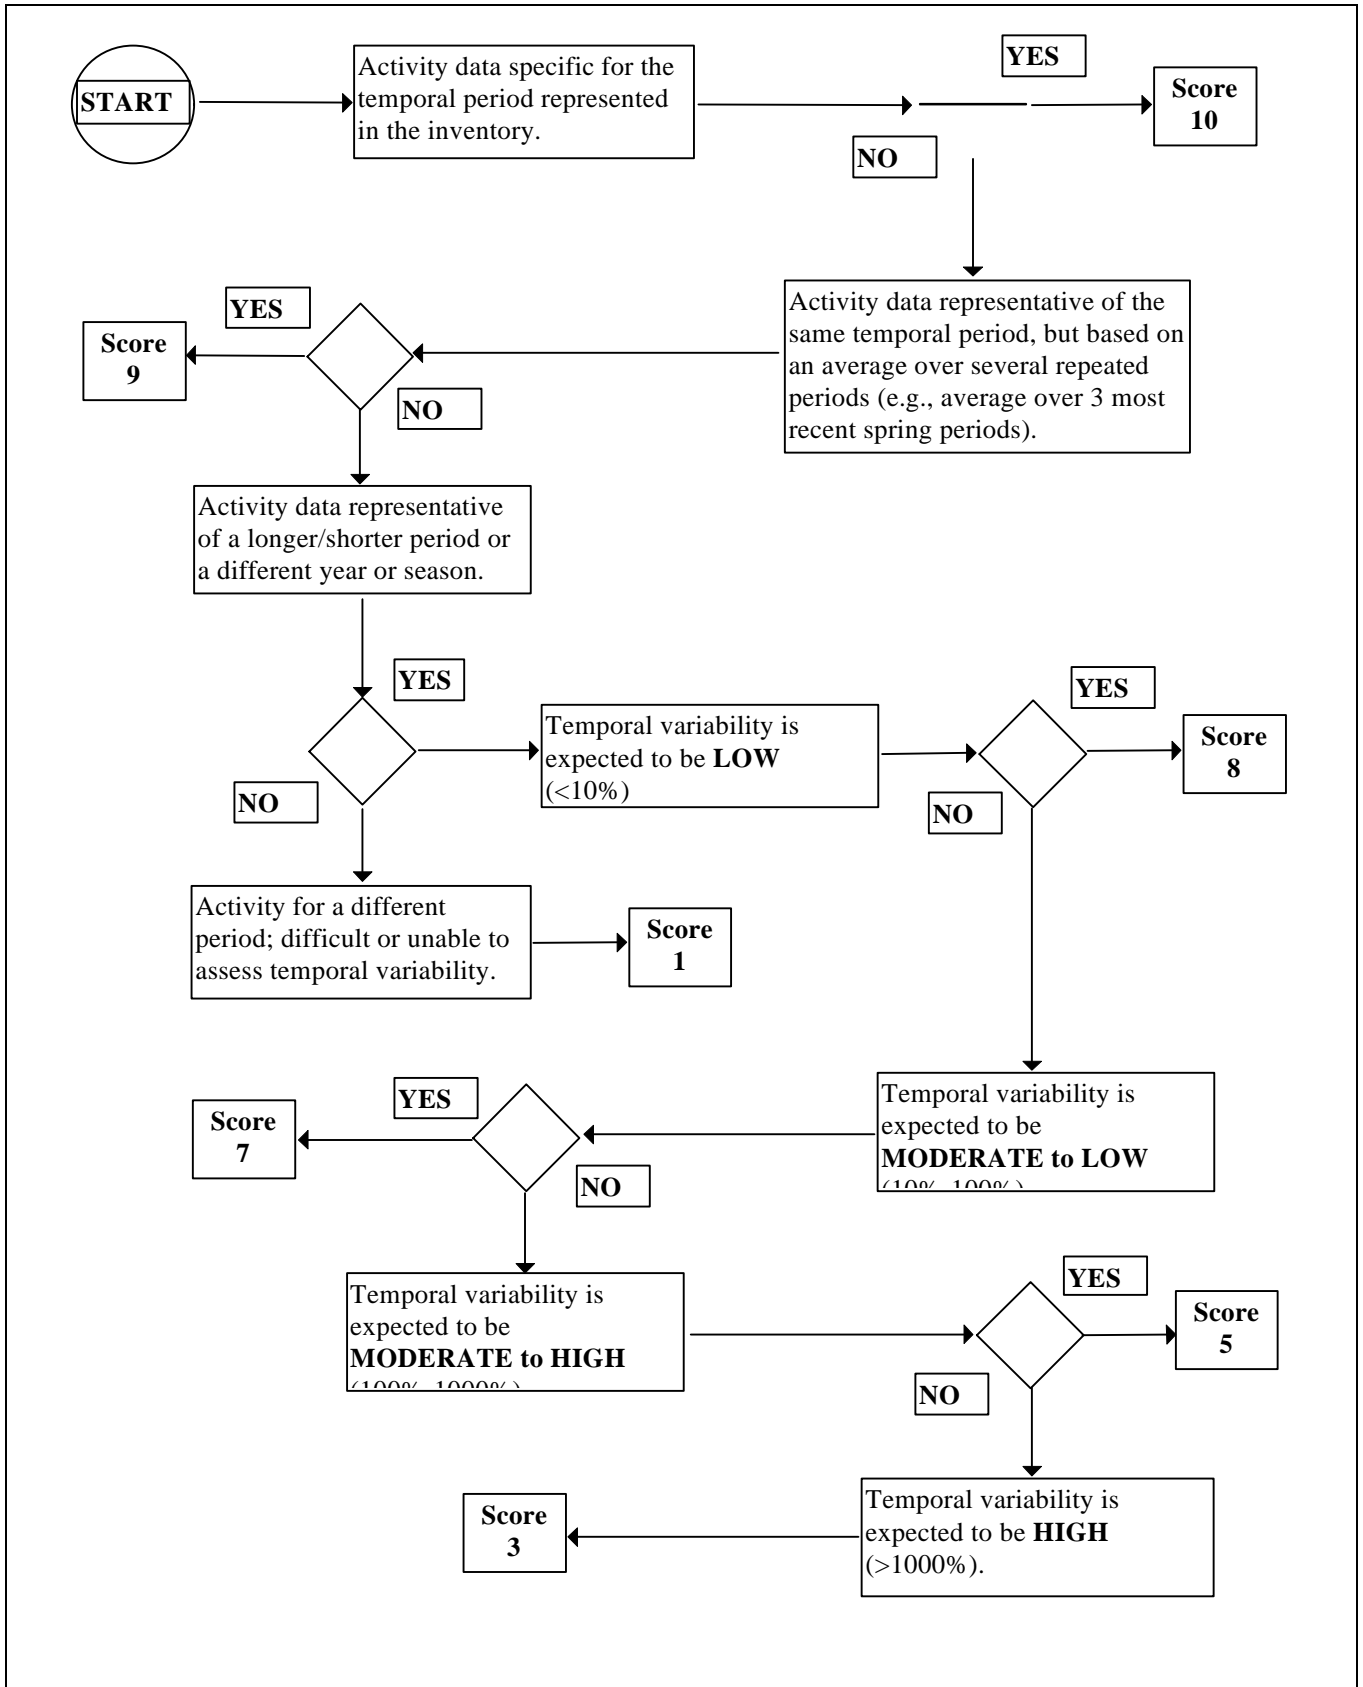 START
Activity data specific for the
temporal period represented
in the inventory.
YES
NO
Score
10
Activity data representative of the
same temporal period, but based on
an average over several repeated
periods (e.g., average over 3 most
recent spring periods).
YES
NO
Score
9
Activity data representative
of a longer/shorter period or
a different year or season.
YES
NO
Temporal variability is
expected to be LOW
(<10%)
YES
NO
Score
8
Activity for a different
period; difficult or unable to
assess temporal variability.
Score
1
Temporal variability is
expected to be
MODERATE to LOW
(10% 100%)
YES
NO
Score
7
Temporal variability is
expected to be
MODERATE to HIGH
(100% 1000%)
YES
NO
Score
5
Temporal variability is
expected to be HIGH
(>1000%).
Score
3